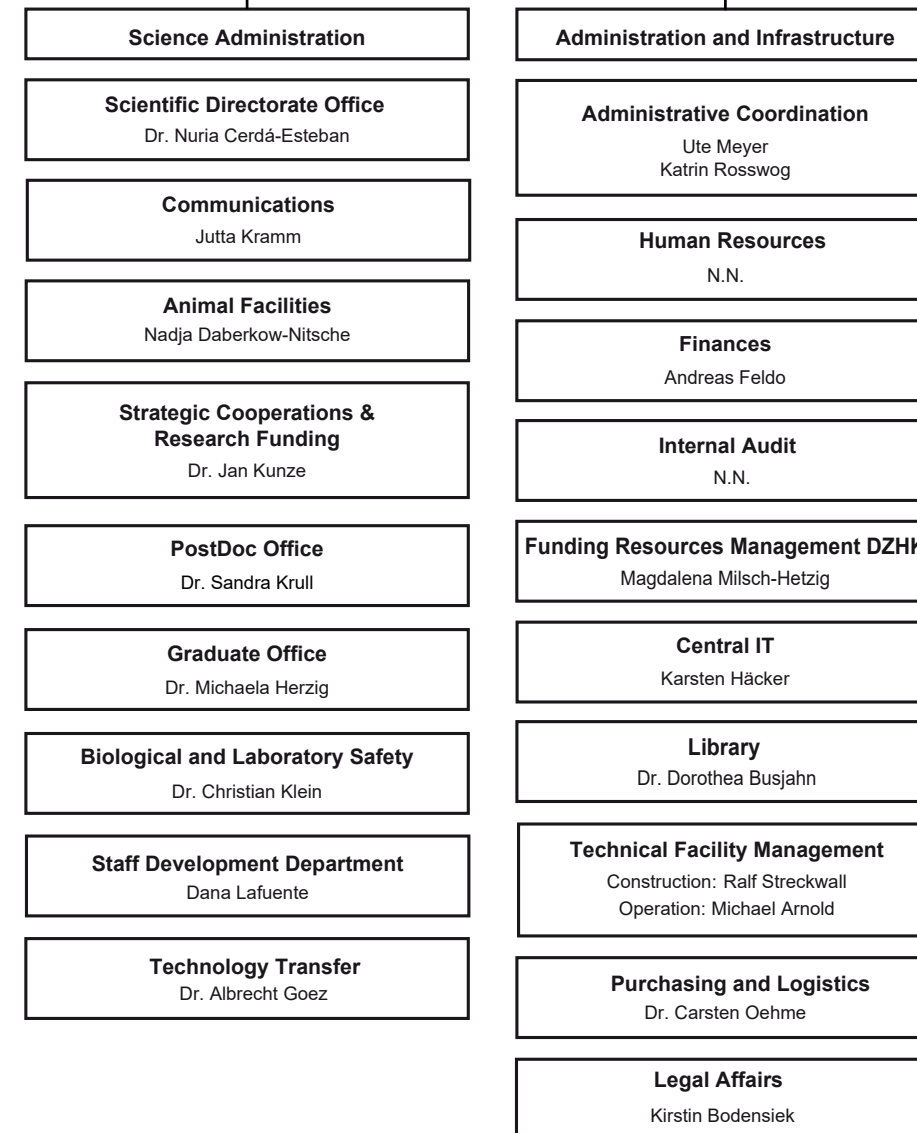 Science Administration
Scientific Directorate Office
Dr. Nuria Cerdá-Esteban
Communications
Jutta Kramm
Animal Facilities
Nadja Daberkow-Nitsche
Strategic Cooperations &
Research Funding
Dr. Jan Kunze
PostDoc Office
Dr. Sandra Krull
Graduate Office
Dr. Michaela Herzig
Biological and Laboratory Safety
Dr. Christian Klein
Staff Development Department
Dana Lafuente
Technology Transfer
Dr. Albrecht Goez
Administration and Infrastructure
Administrative Coordination
Ute Meyer
Katrin Rosswog
Human Resources
N.N.
Finances
Andreas Feldo
Internal Audit
N.N.
Funding Resources Management DZHK
Magdalena Milsch-Hetzig
Central IT
Karsten Häcker
Library
Dr. Dorothea Busjahn
Technical Facility Management
Construction: Ralf Streckwall
Operation: Michael Arnold
Purchasing and Logistics
Dr. Carsten Oehme
Legal Affairs
Kirstin Bodensiek